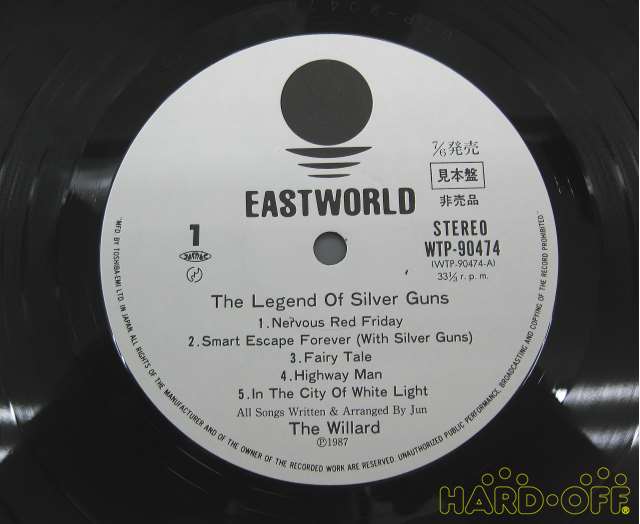 7/6発売
見本盤
非売品
EASTWORLD
1
STEREO
WTP-90474
(WTP-90474-A)
33⅓ r. p. m.
The Legend Of Silver Guns
1.Nervous Red Friday
2.Smart Escape Forever (With Silver Guns)
3.Fairy Tale
4.Highway Man
5.In The City Of White Light
All Songs Written & Arranged By Jun
The Willard
Ⓟ1987
"MFD BY TOSHIBA-EMI LTD. IN JAPAN. ALL RIGHTS OF THE MANUFACTURER AND OF THE OWNER OF THE RECORDED WORK ARE RESERVED. UNAUTHORIZED PUBLIC PERFORMANCE, BROADCASTING AND COPYING OF THE RECORD PROHIBITED."
HARD-OFF